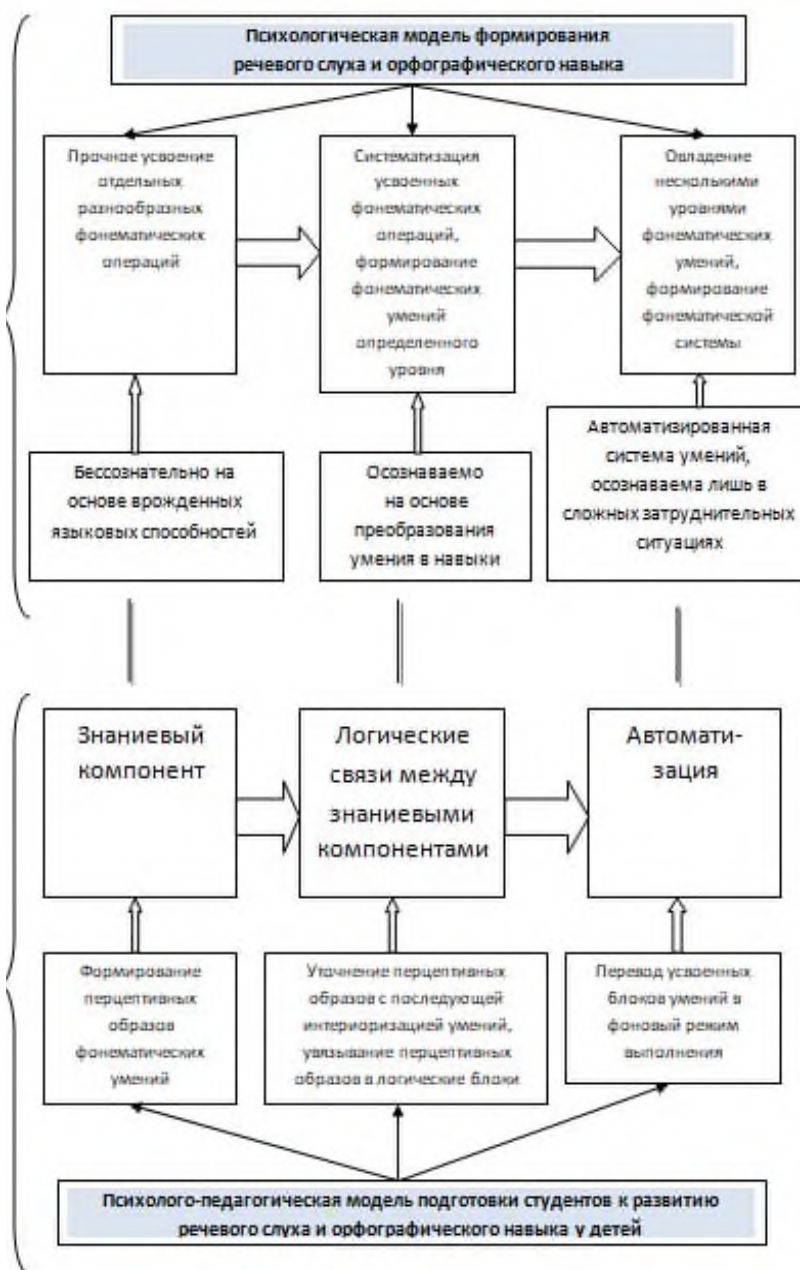 Психологическая модель формирования
речевого слуха и орфографического навыка
Прочное усвоение
отдельных
разнообразных
фонематических
операций
Систематизация
усвоенных
фонематических
операций,
формирование
фонематических
умений
определенного
уровня
Овладение
несколькими
уровнями
фонематических
умений,
формирование
фонематической
системы
Бессознательно на
основе врожденных
языковых способностей
Осознаваемо
на основе
преобразования
умения в навыки
Автоматизированная
система умений,
осознаваема лишь в
сложных затруднительных
ситуациях
Знаниевый
компонент
Логические
связи между
знаниевыми
компонентами
Автомати-
зация
Формирование
перцептивных
образов
фонематических
умений
Уточнение перцептивных
образов с последующей
интериоризацией умений,
увязывание перцептивных
образов в логические блоки
Перевод усвоенных
блоков умений в
фоновый режим
выполнения
Психолого-педагогическая модель подготовки студентов к развитию
речевого слуха и орфографического навыка у детей